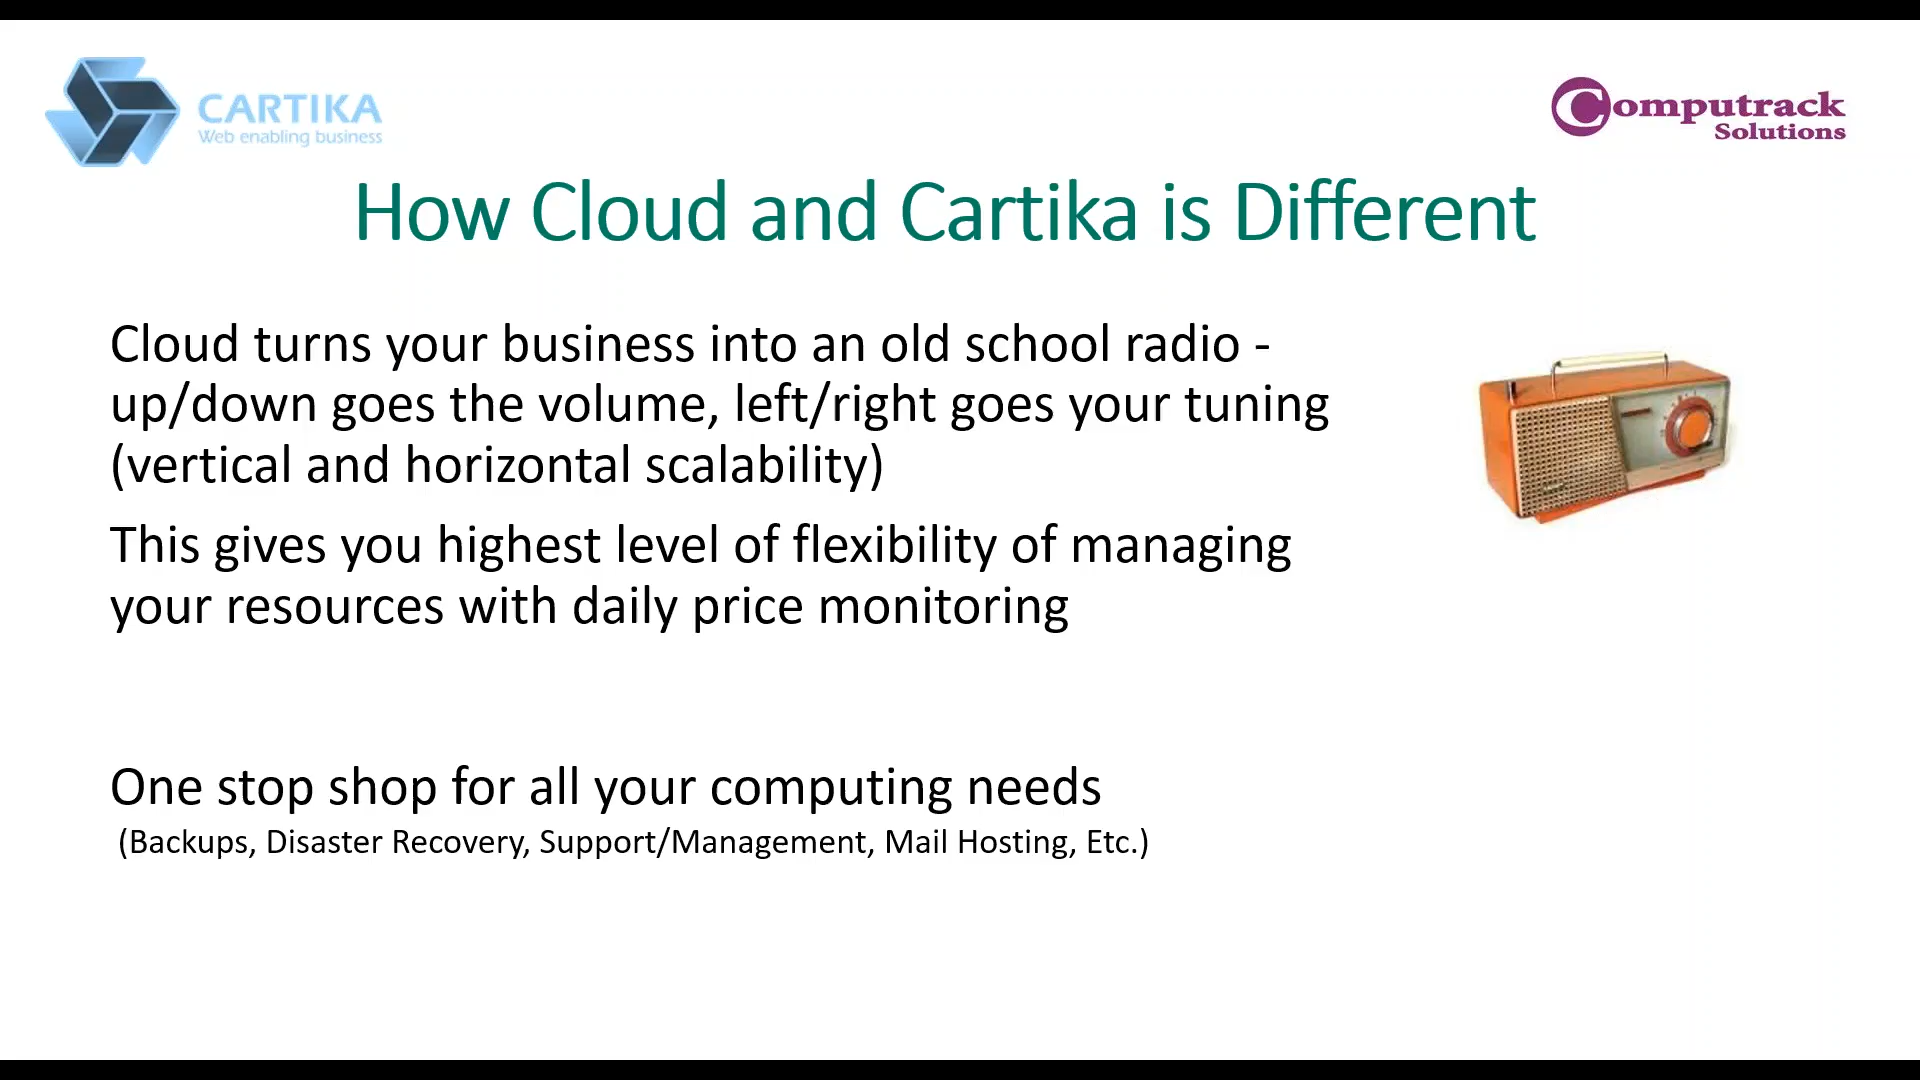 CARTIKA
Web enabling business
Computrack
Solutions
How Cloud and Cartika is Different
Cloud turns your business into an old school radio -
up/down goes the volume, left/right goes your tuning
(vertical and horizontal scalability)
This gives you highest level of flexibility of managing
your resources with daily price monitoring
One stop shop for all your computing needs
(Backups, Disaster Recovery, Support/Management, Mail Hosting, Etc.)